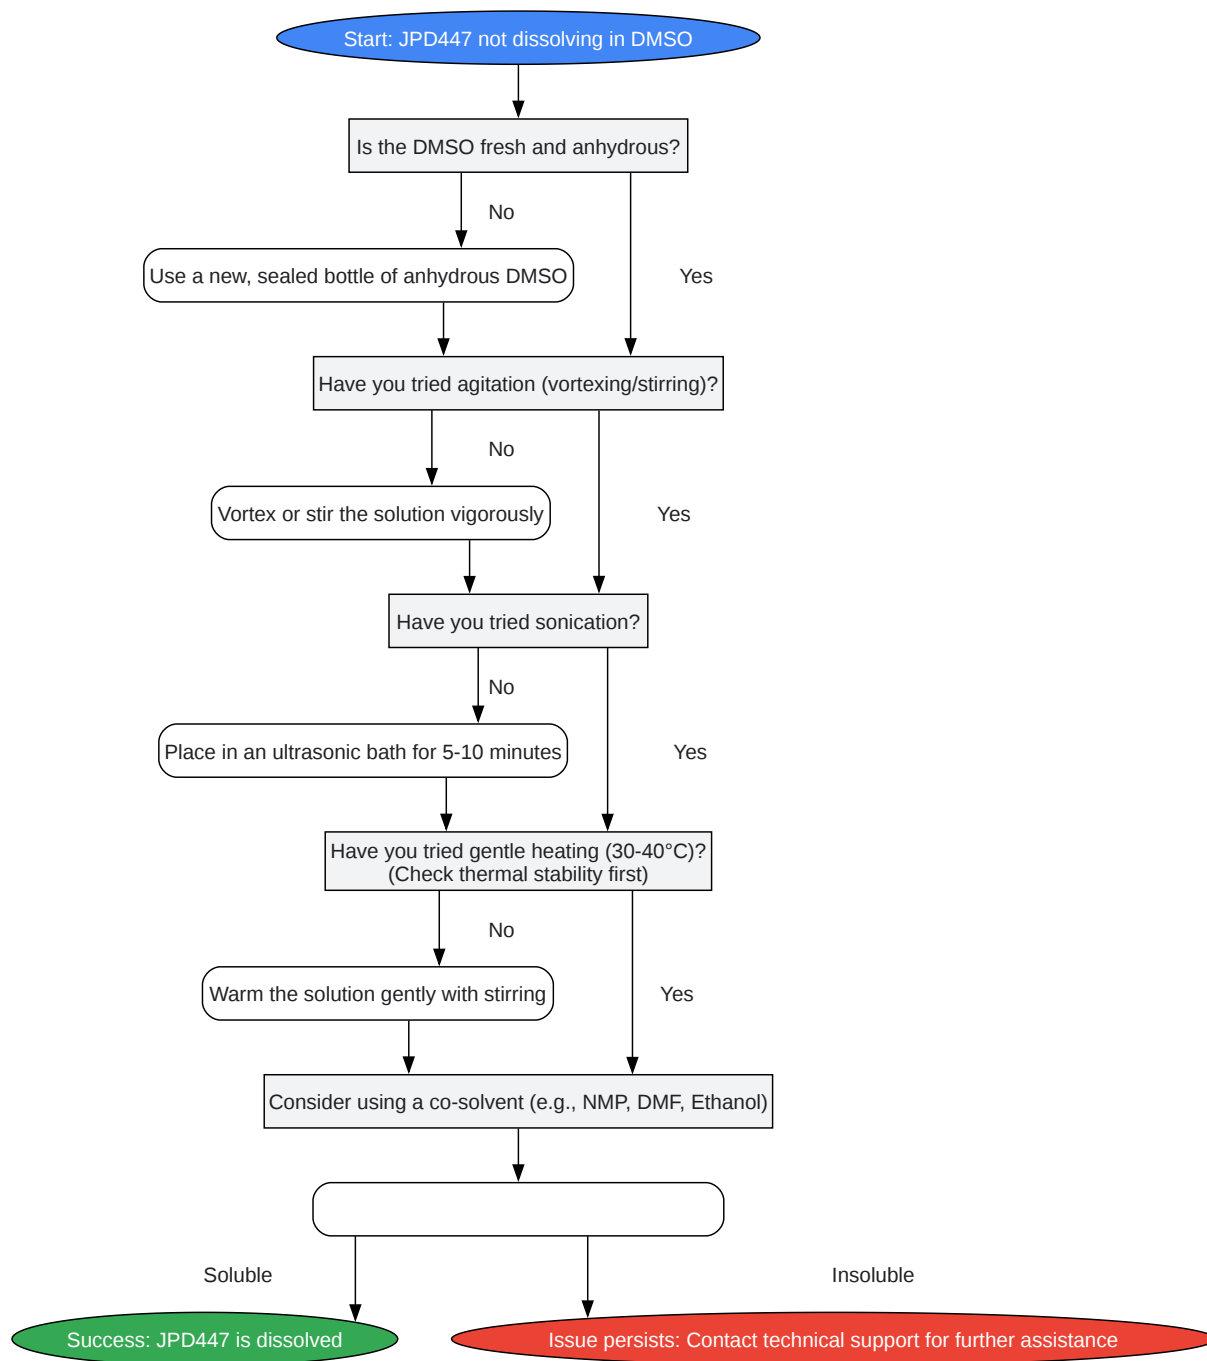 Start: JPD447 not dissolving in DMSO
Is the DMSO fresh and anhydrous?
No
Use a new, sealed bottle of anhydrous DMSO
Yes
Have you tried agitation (vortexing/stirring)?
No
Vortex or stir the solution vigorously
Yes
Have you tried sonication?
No
Place in an ultrasonic bath for 5-10 minutes
Yes
Have you tried gentle heating (30-40°C)?
(Check thermal stability first)
No
Warm the solution gently with stirring
Yes
Consider using a co-solvent (e.g., NMP, DMF, Ethanol)
Soluble
Insoluble
Success: JPD447 is dissolved
Issue persists: Contact technical support for further assistance